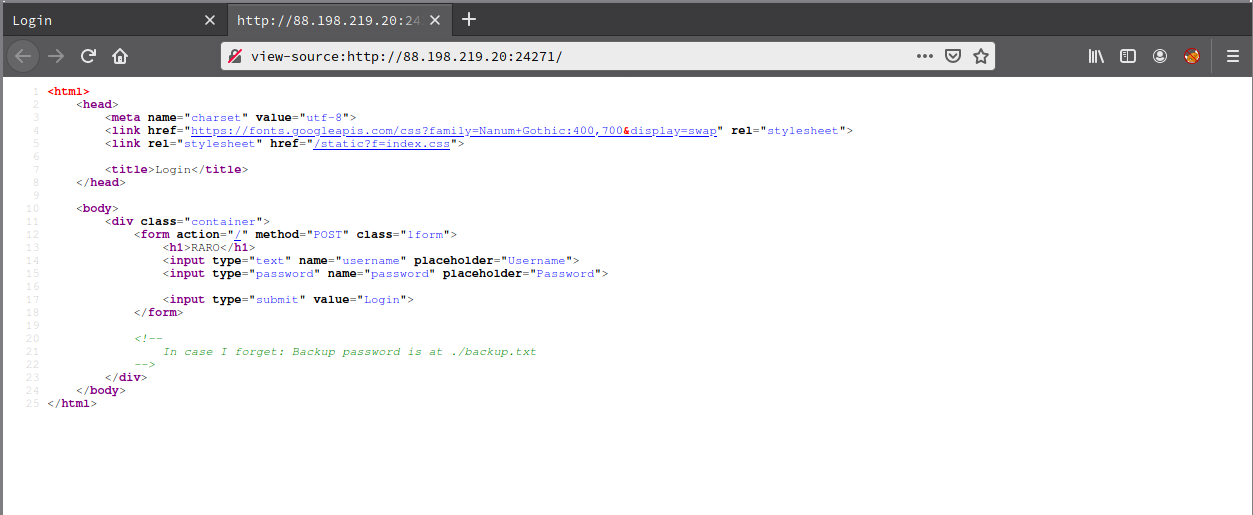 Login
http://88.198.219.20:24
view-source:http://88.198.219.20:24271/
1 <html>
2 <head>
3 <meta name="charset" value="utf-8">
4 <link href="https://fonts.googleapis.com/css?family=Nanum+Gothic:400,700&display=swap" rel="stylesheet">
5 <link rel="stylesheet" href="/static?f=index.css">
6
7 <title>Login</title>
8 </head>
9
10 <body>
11 <div class="container">
12 <form action="/" method="POST" class="lform">
13 <h1>RARO</h1>
14 <input type="text" name="username" placeholder="Username">
15 <input type="password" name="password" placeholder="Password">
16
17 <input type="submit" value="Login">
18 </form>
19
20 <!--
21 In case I forget: Backup password is at ./backup.txt
22 -->
23 </div>
24 </body>
25 </html>